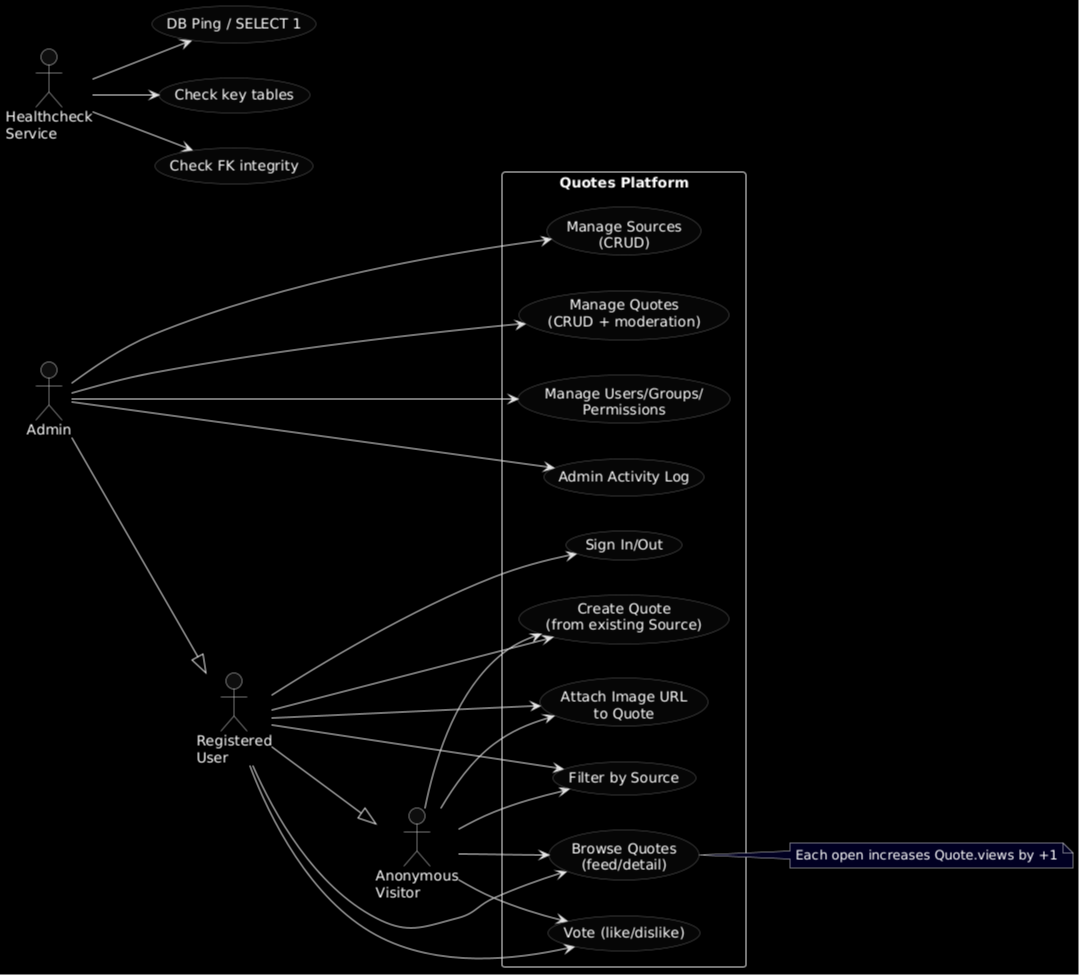 DB Ping / SELECT 1
Check key tables
Healthcheck
Service
Check FK integrity
Quotes Platform
Manage Sources
(CRUD)
Manage Quotes
(CRUD + moderation)
Manage Users/Groups/
Permissions
Admin
Admin Activity Log
Sign In/Out
Create Quote
(from existing Source)
Attach Image URL
to Quote
Registered
User
Filter by Source
Browse Quotes
(feed/detail)
Each open increases Quote.views by +1
Anonymous
Visitor
Vote (like/dislike)